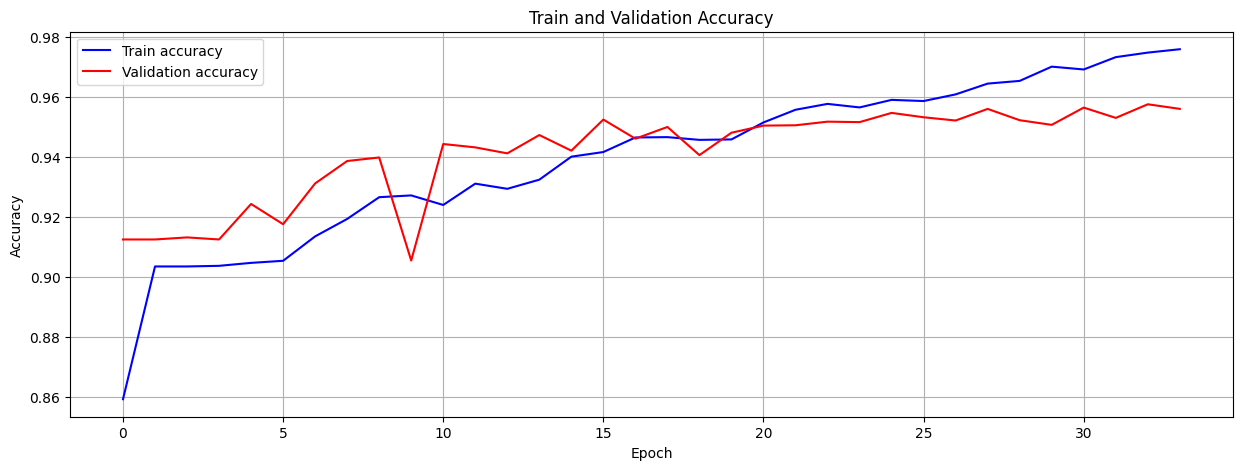 Train and Validation Accuracy
Train accuracy
Validation accuracy
0.98
0.96
0.94
0.92
0.90
0.88
0.86
Accuracy
0 5 10 15 20 25 30
Epoch